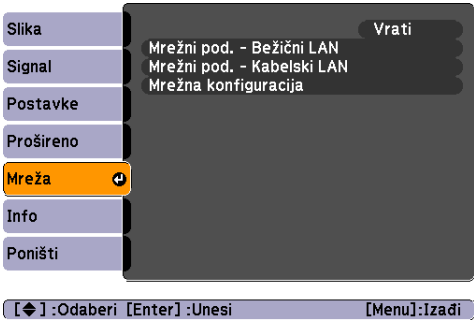 Slika
Signal
Postavke
Prošireno
Mreža
Info
Poništi
Vrati
Mrežni pod. - Bežični LAN
Mrežni pod. - Kabelski LAN
Mrežna konfiguracija
[◆] :Odaberi [Enter] :Unesi [Menu]:Izađi